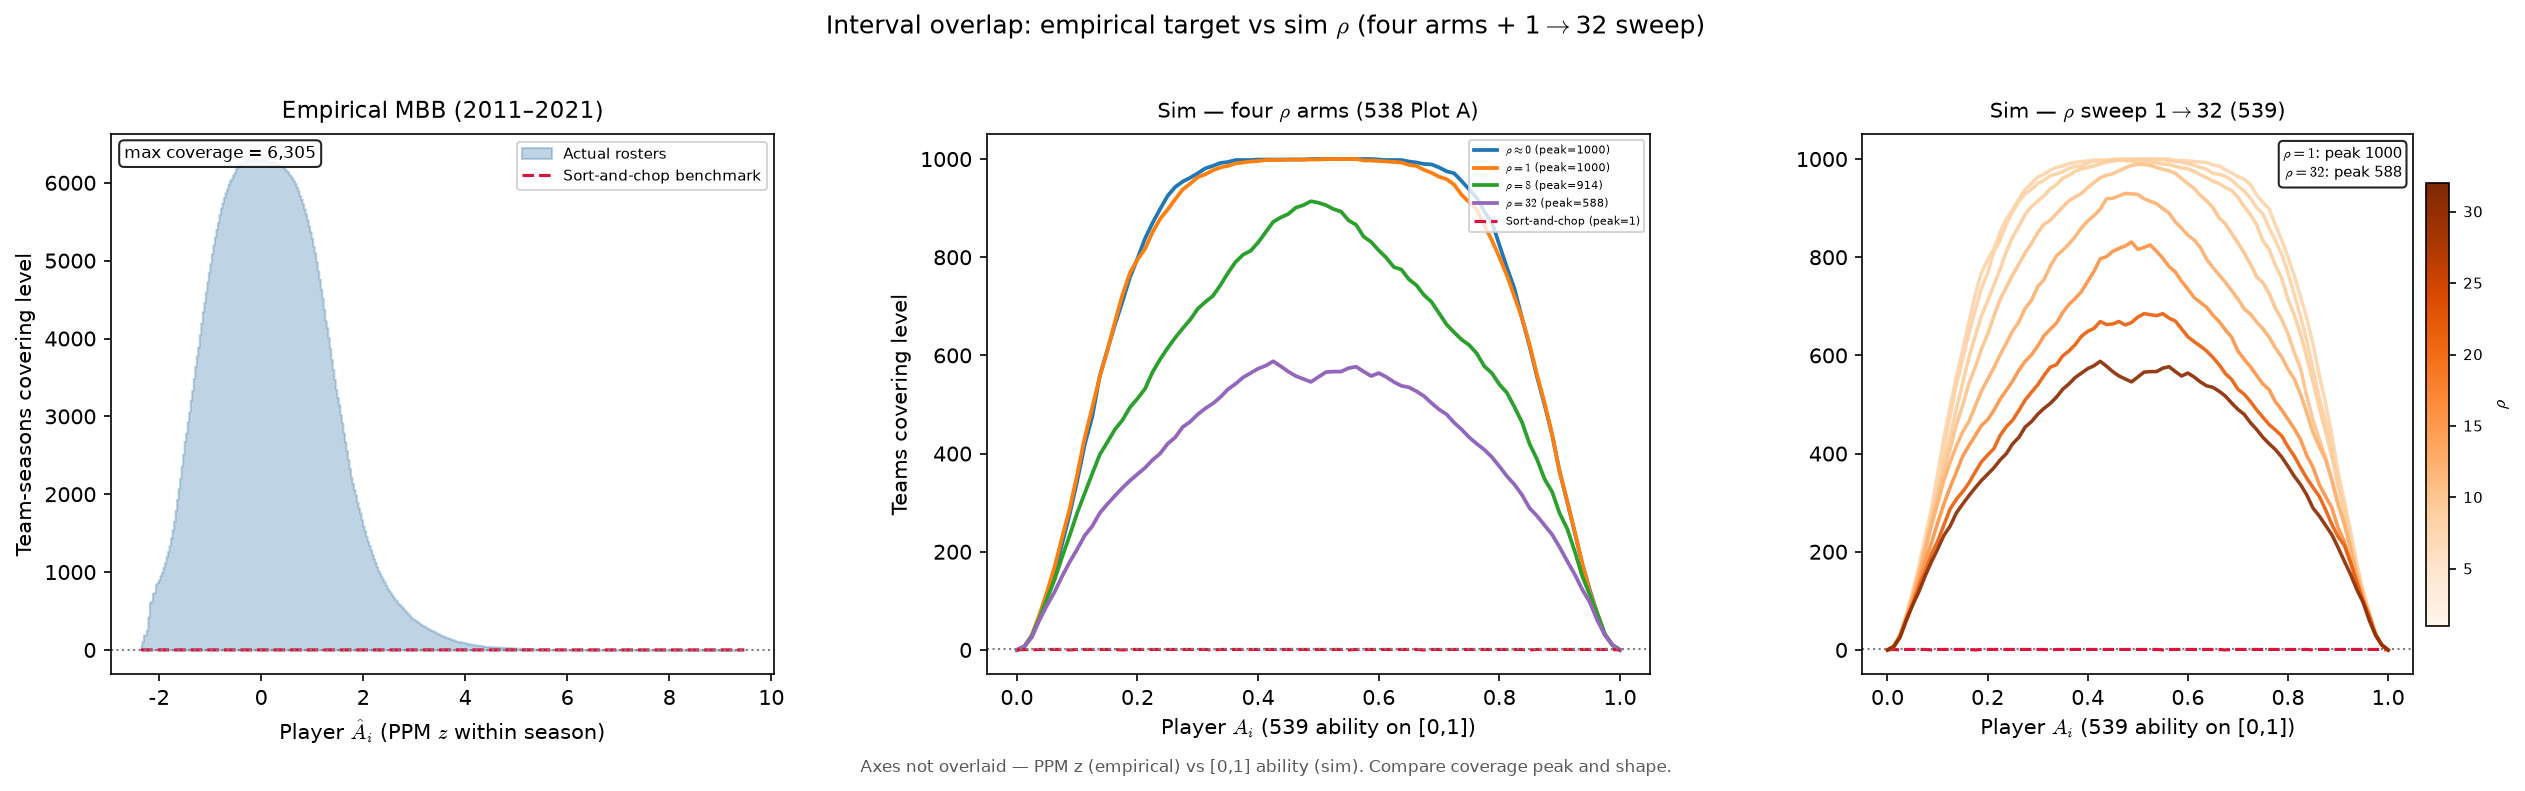 Interval overlap: empirical target vs sim ρ (four arms + 1→32 sweep)
Empirical MBB (2011–2021)
max coverage = 6,305
Actual rosters
Sort-and-chop benchmark
Team-seasons covering level
6000
5000
4000
3000
2000
1000
0
-2
0
2
4
6
8
10
Player Âᵢ (PPM z within season)
Sim — four ρ arms (538 Plot A)
ρ≈0 (peak=1000)
ρ=1 (peak=1000)
ρ=8 (peak=914)
ρ=32 (peak=588)
Sort-and-chop (peak=1)
Teams covering level
1000
800
600
400
200
0
0.0
0.2
0.4
0.6
0.8
1.0
Player Aᵢ (539 ability on [0,1])
Sim — ρ sweep 1→32 (539)
ρ=1: peak 1000
ρ=32: peak 588
1000
800
600
400
200
0
0.0
0.2
0.4
0.6
0.8
1.0
Player Aᵢ (539 ability on [0,1])
30
25
20
15
10
5
ρ
Axes not overlaid — PPM z (empirical) vs [0,1] ability (sim). Compare coverage peak and shape.